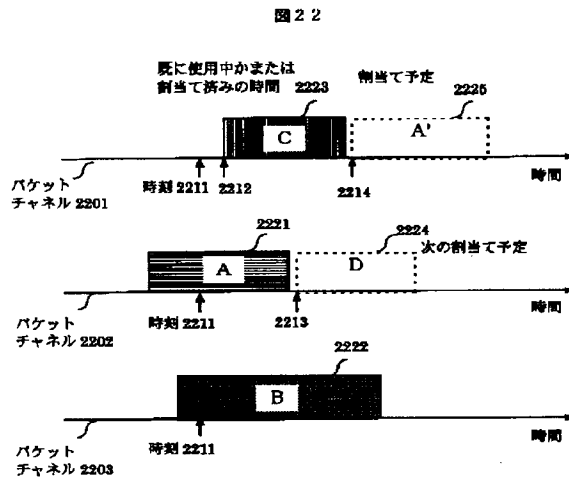 図22
既に使用中かまたは
割当て済みの時間
2223
割当て予定
2225
C
A'
時間
パケット
チャネル 2201
時刻 2211
2212
2214
2221
2224
次の割当て予定
A
D
時間
パケット
チャネル 2202
時刻 2211
2213
2222
B
時間
パケット
チャネル 2203
時刻 2211